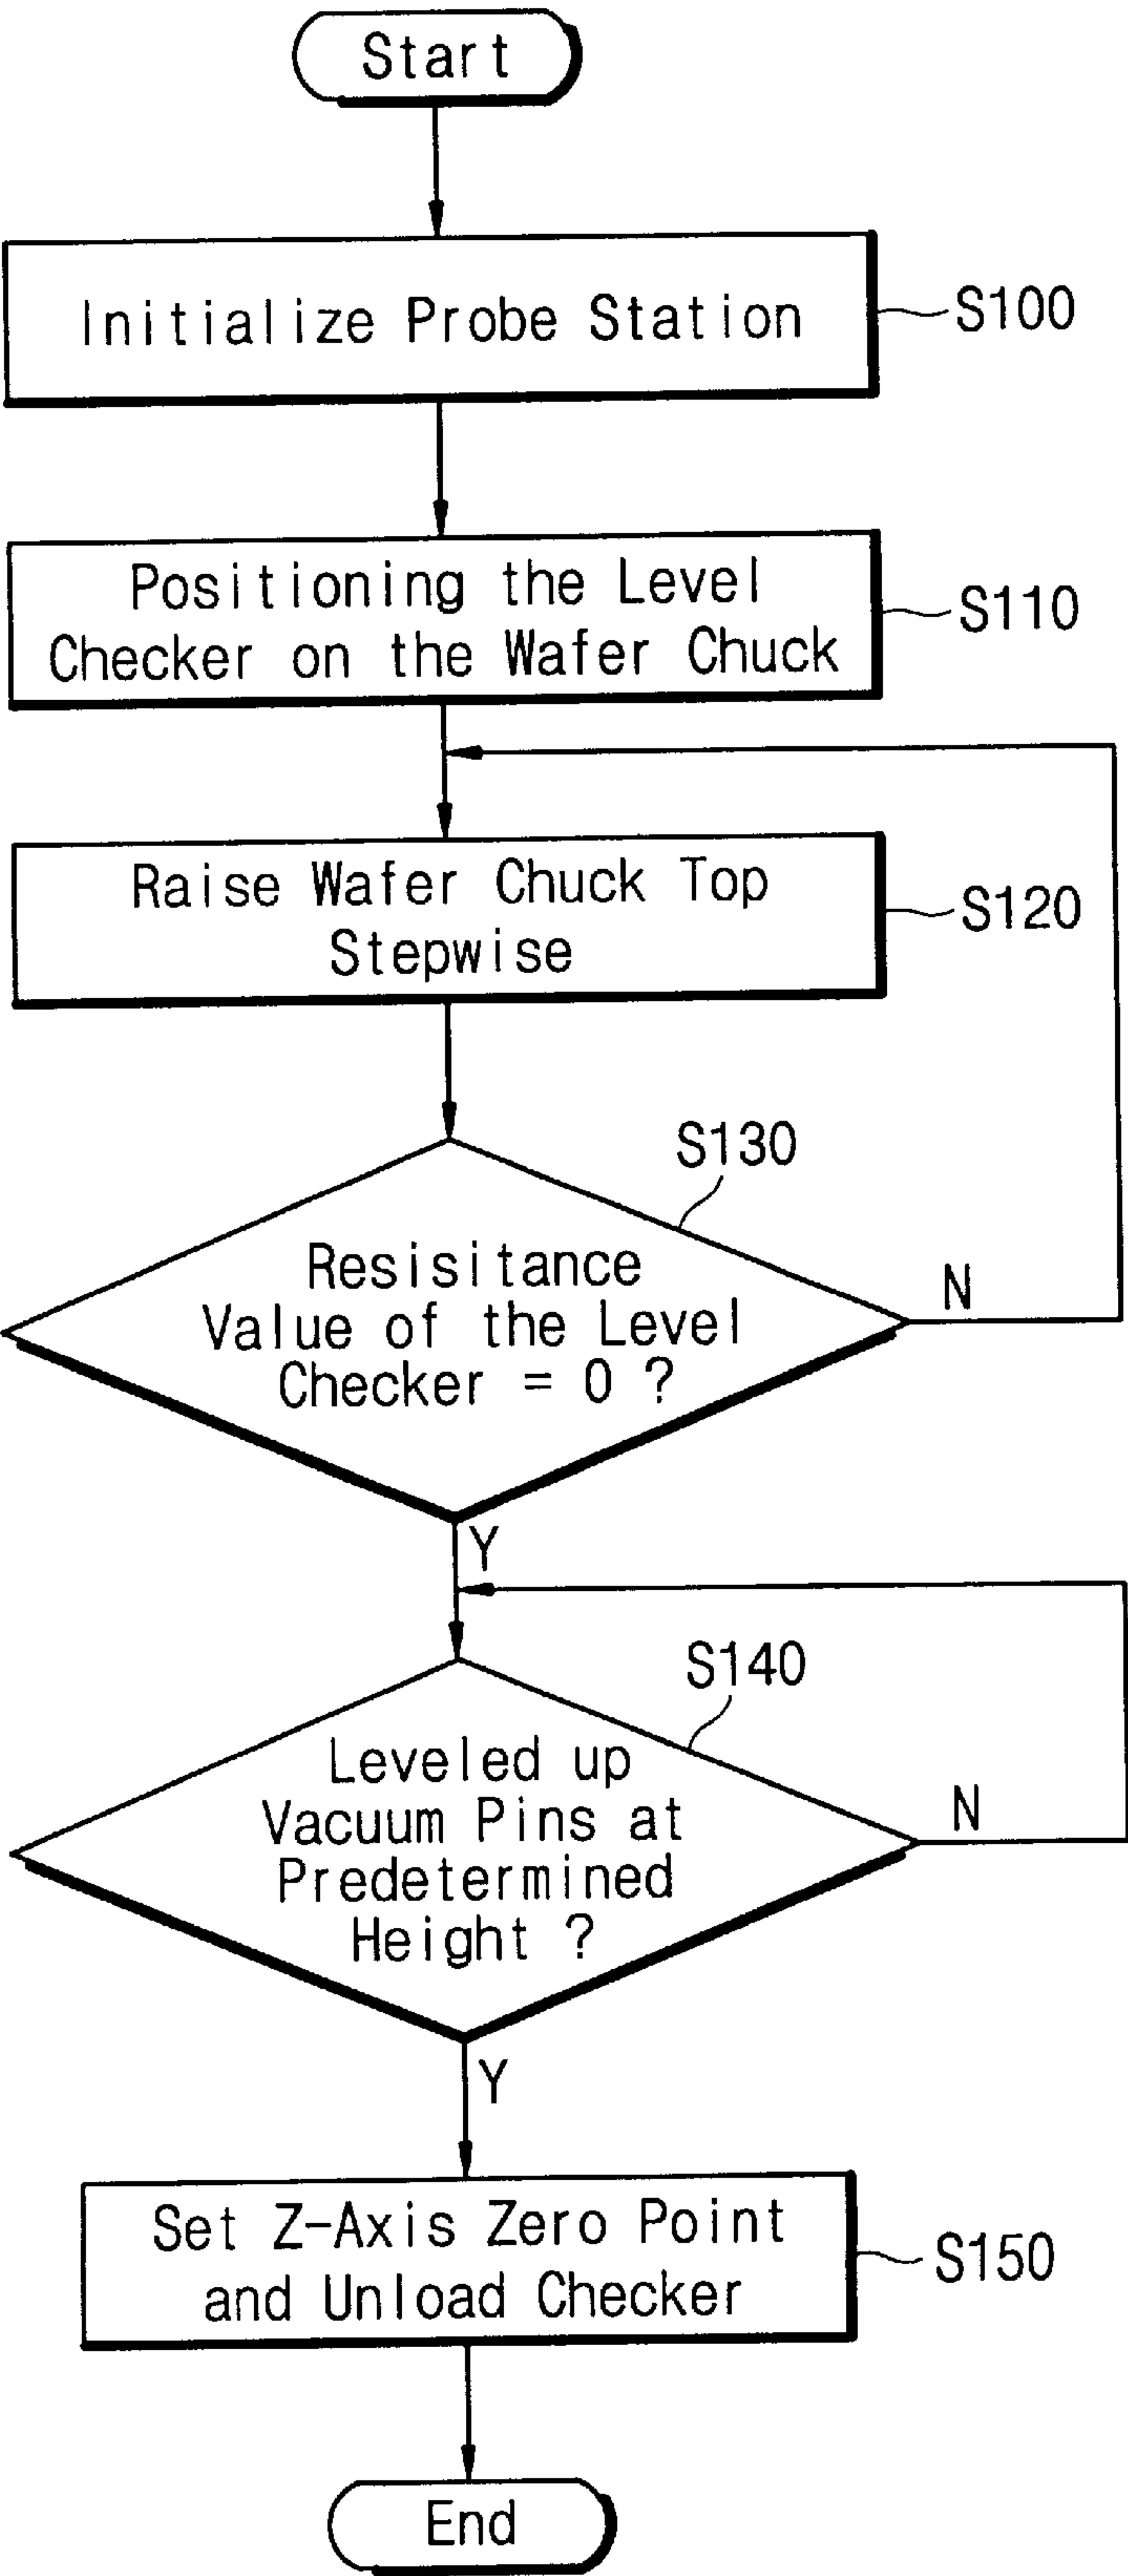 Start
Initialize Probe Station
S100
Positioning the Level
Checker on the Wafer Chuck
S110
Raise Wafer Chuck Top
Stepwise
S120
S130
Resisitance
Value of the Level
Checker = 0 ?
N
Y
S140
Leveled up
Vacuum Pins at
Predetermined
Height ?
N
Y
Set Z-Axis Zero Point
and Unload Checker
S150
End